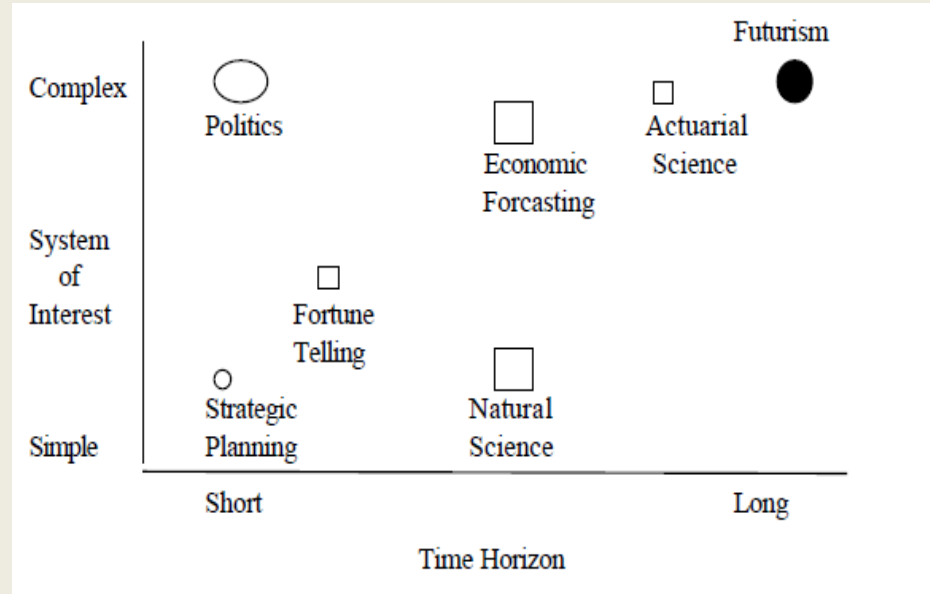 Futurism
Complex
Politics
Actuarial
Science
Economic
Forcasting
System
of
Interest
Fortune
Telling
Strategic
Planning
Natural
Science
Simple
Short
Long
Time Horizon